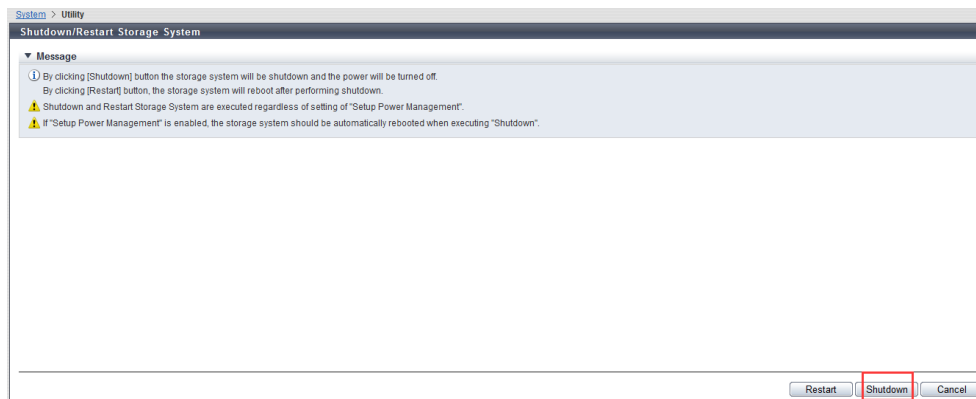 System > Utility
Shutdown/Restart Storage System
Message
By clicking [Shutdown] button the storage system will be shutdown and the power will be turned off.
By clicking [Restart] button, the storage system will reboot after performing shutdown.
Shutdown and Restart Storage System are executed regardless of setting of "Setup Power Management".
If "Setup Power Management" is enabled, the storage system should be automatically rebooted when executing "Shutdown".
Restart Shutdown Cancel